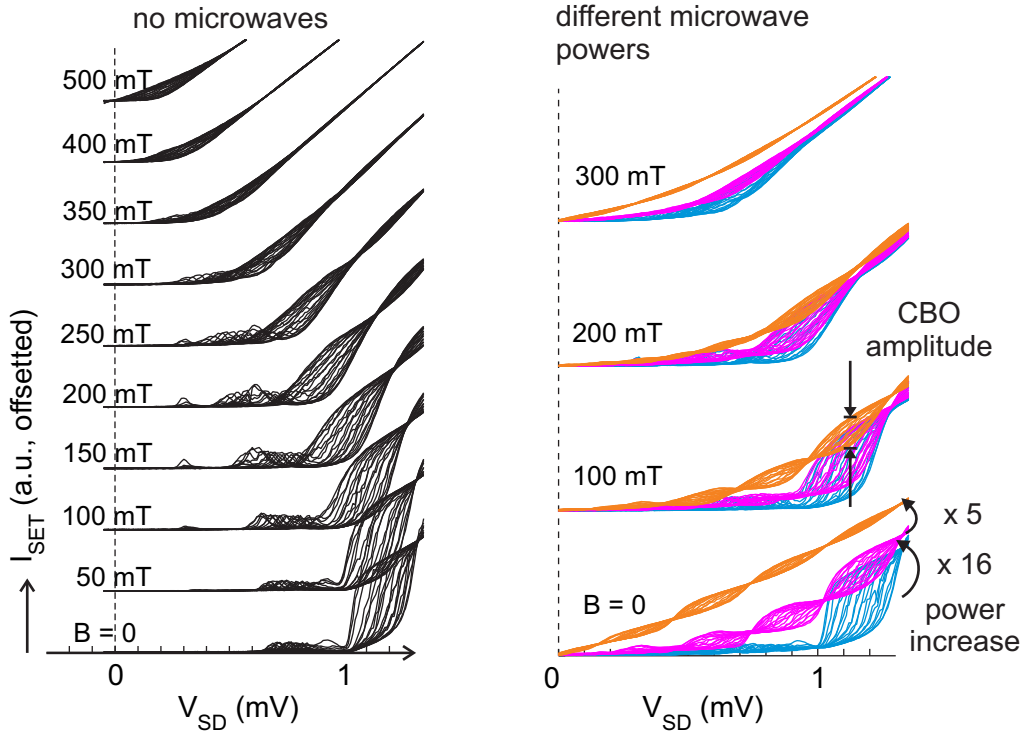 no microwaves
500 mT
400 mT
350 mT
300 mT
250 mT
200 mT
150 mT
100 mT
50 mT
B = 0
I_SET (a.u., offsetted)
0
1
V_SD (mV)
different microwave
powers
300 mT
200 mT
CBO
amplitude
100 mT
x 5
x 16
B = 0
power
increase
0
1
V_SD (mV)